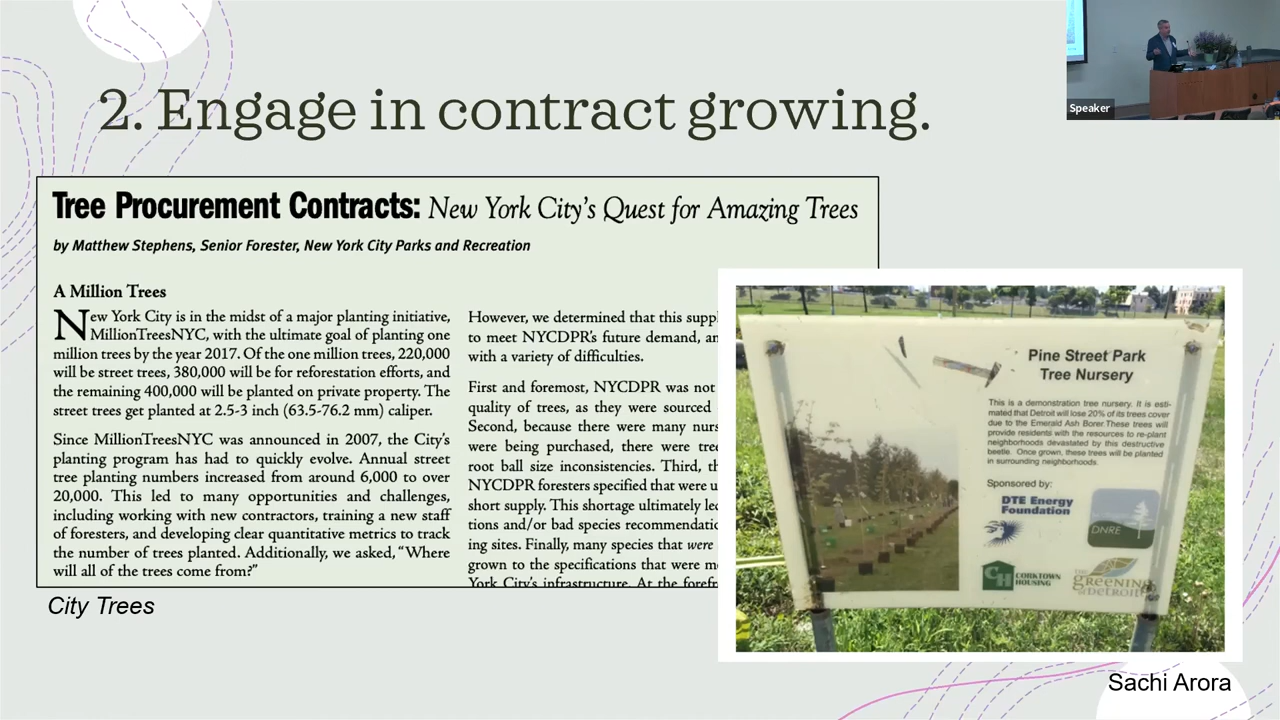 Speaker
2. Engage in contract growing.
Tree Procurement Contracts: New York City's Quest for Amazing Trees
by Matthew Stephens, Senior Forester, New York City Parks and Recreation
A Million Trees
New York City is in the midst of a major planting initiative,
MillionTreesNYC, with the ultimate goal of planting one
million trees by the year 2017. Of the one million trees, 220,000
will be street trees, 380,000 will be for reforestation efforts, and
the remaining 400,000 will be planted on private property. The
street trees get planted at 2.5-3 inch (63.5-76.2 mm) caliper.
Since MillionTreesNYC was announced in 2007, the City's
planting program has had to quickly evolve. Annual street
tree planting numbers increased from around 6,000 to over
20,000. This led to many opportunities and challenges,
including working with new contractors, training a new staff
of foresters, and developing clear quantitative metrics to track
the number of trees planted. Additionally, we asked, "Where
will all of the trees come from?"
However, we determined that this suppl
to meet NYCDPR's future demand, an
with a variety of difficulties.
First and foremost, NYCDPR was not
quality of trees, as they were sourced
Second, because there were many nurs
were being purchased, there were tree
root ball size inconsistencies. Third, th
NYCDPR foresters specified that were u
short supply. This shortage ultimately led
tions and/or bad species recommendatio
ing sites. Finally, many species that were
grown to the specifications that were mo
York City's infrastructure. At the forefr
City Trees
Pine Street Park
Tree Nursery
This is a demonstration tree nursery. It is esti-
mated that Detroit will lose 20% of its trees cover
due to the Emerald Ash Borer. These trees will
provide residents with the resources to re-plant
neighborhoods devastated by this destructive
beetle. Once grown, these trees will be planted
in surrounding neighborhoods.
Sponsored by:
DTE Energy
Foundation
DNRE
CH CORKTOWN
HOUSING
THE
GREENING
OF DETROIT
Sachi Arora